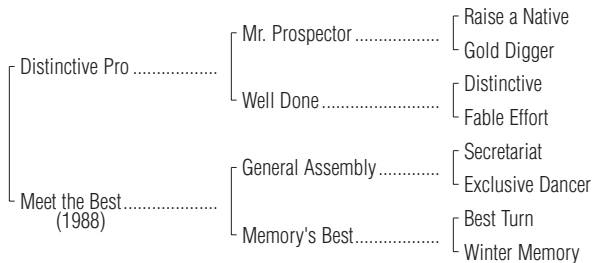 Raise a Native
Mr. Prospector..................
Gold Digger
Distinctive Pro ..................
Distinctive
Well Done.........................
Fable Effort
Secretariat
General Assembly.............
Exclusive Dancer
Meet the Best....................
(1988)
Best Turn
Memory's Best..................
Winter Memory